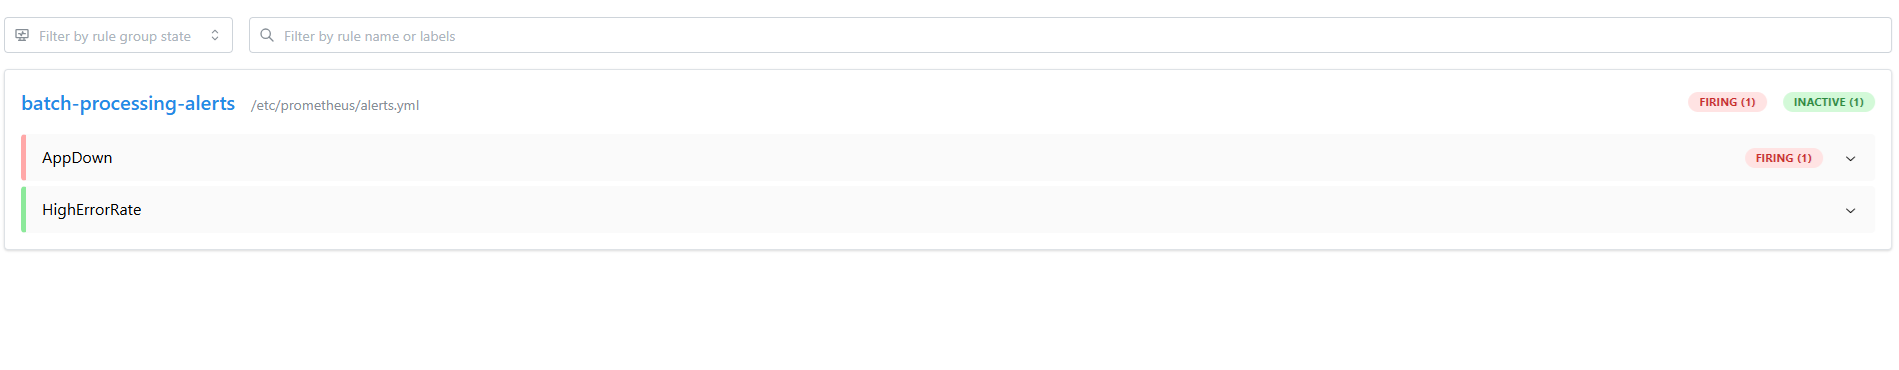 Filter by rule group state Filter by rule name or labels
batch-processing-alerts /etc/prometheus/alerts.yml FIRING (1) INACTIVE (1)
AppDown FIRING (1)
HighErrorRate